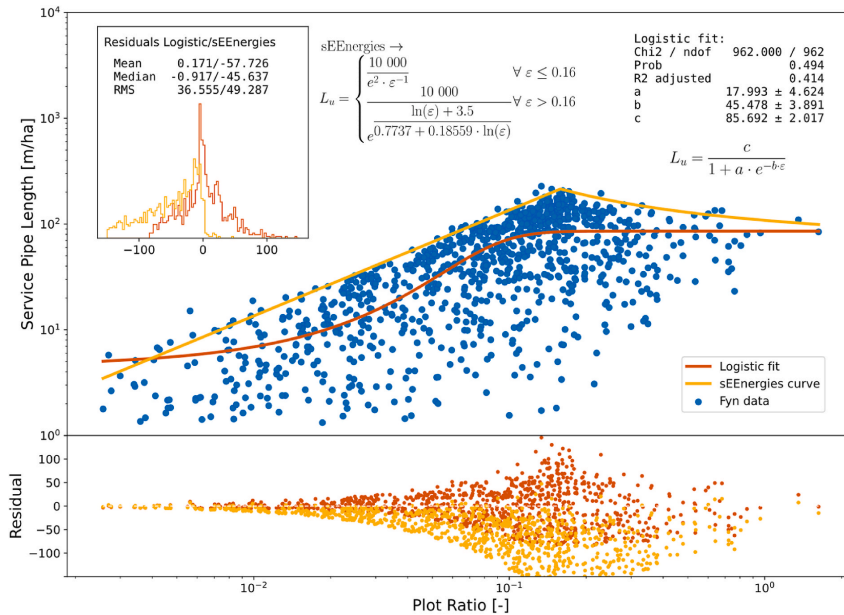 Service Pipe Length [m/ha]
10⁴
10³
10²
10¹
10⁰
Residuals Logistic/sEEnergies
Mean 0.171/-57.726
Median -0.917/-45.637
RMS 36.555/49.287
−100 0 100
sEEnergies →
L_u = { 10 000 / (e² · ε⁻¹) ∀ ε ≤ 0.16
10 000 / e^((ln(ε) + 3.5) / (0.7737 + 0.18559 · ln(ε))) ∀ ε > 0.16
Logistic fit:
Chi2 / ndof 962.000 / 962
Prob 0.494
R2 adjusted 0.414
a 17.993 ± 4.624
b 45.478 ± 3.891
c 85.692 ± 2.017
L_u = c / (1 + a · e^(−b·ε))
Logistic fit
sEEnergies curve
Fyn data
Residual
100
50
0
−50
−100
10⁻² 10⁻¹ 10⁰
Plot Ratio [-]